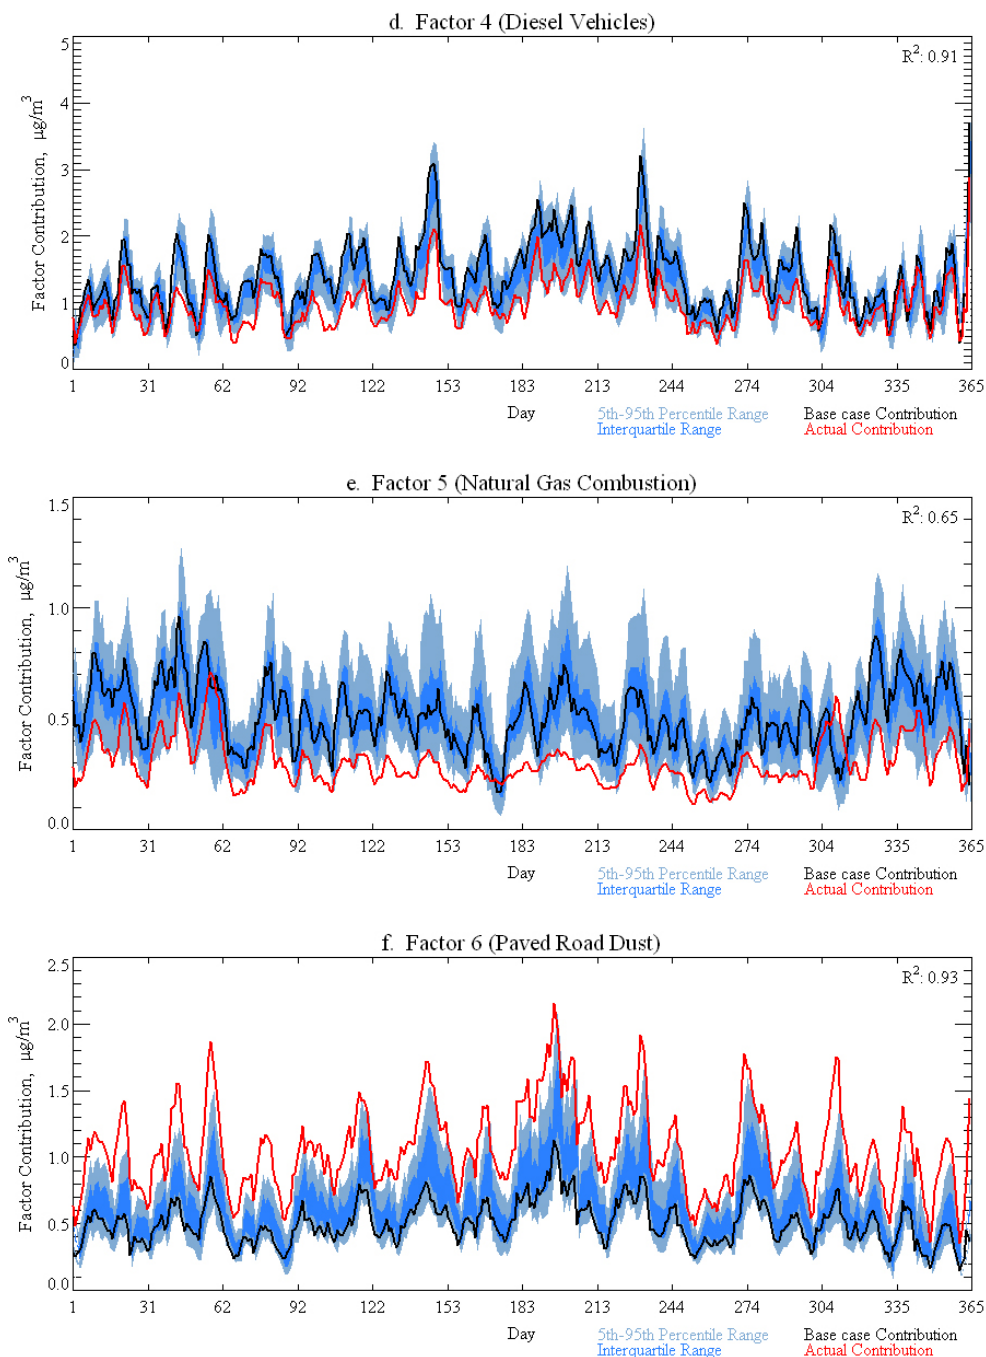 d. Factor 4 (Diesel Vehicles)
R²: 0.91
Factor Contribution, µg/m³
5
4
3
2
1
0
1 31 62 92 122 153 183 213 244 274 304 335 365
Day
5th-95th Percentile Range Base case Contribution
Interquartile Range Actual Contribution
e. Factor 5 (Natural Gas Combustion)
R²: 0.65
Factor Contribution, µg/m³
1.5
1.0
0.5
0.0
1 31 62 92 122 153 183 213 244 274 304 335 365
Day
5th-95th Percentile Range Base case Contribution
Interquartile Range Actual Contribution
f. Factor 6 (Paved Road Dust)
R²: 0.93
Factor Contribution, µg/m³
2.5
2.0
1.5
1.0
0.5
0.0
1 31 62 92 122 153 183 213 244 274 304 335 365
Day
5th-95th Percentile Range Base case Contribution
Interquartile Range Actual Contribution